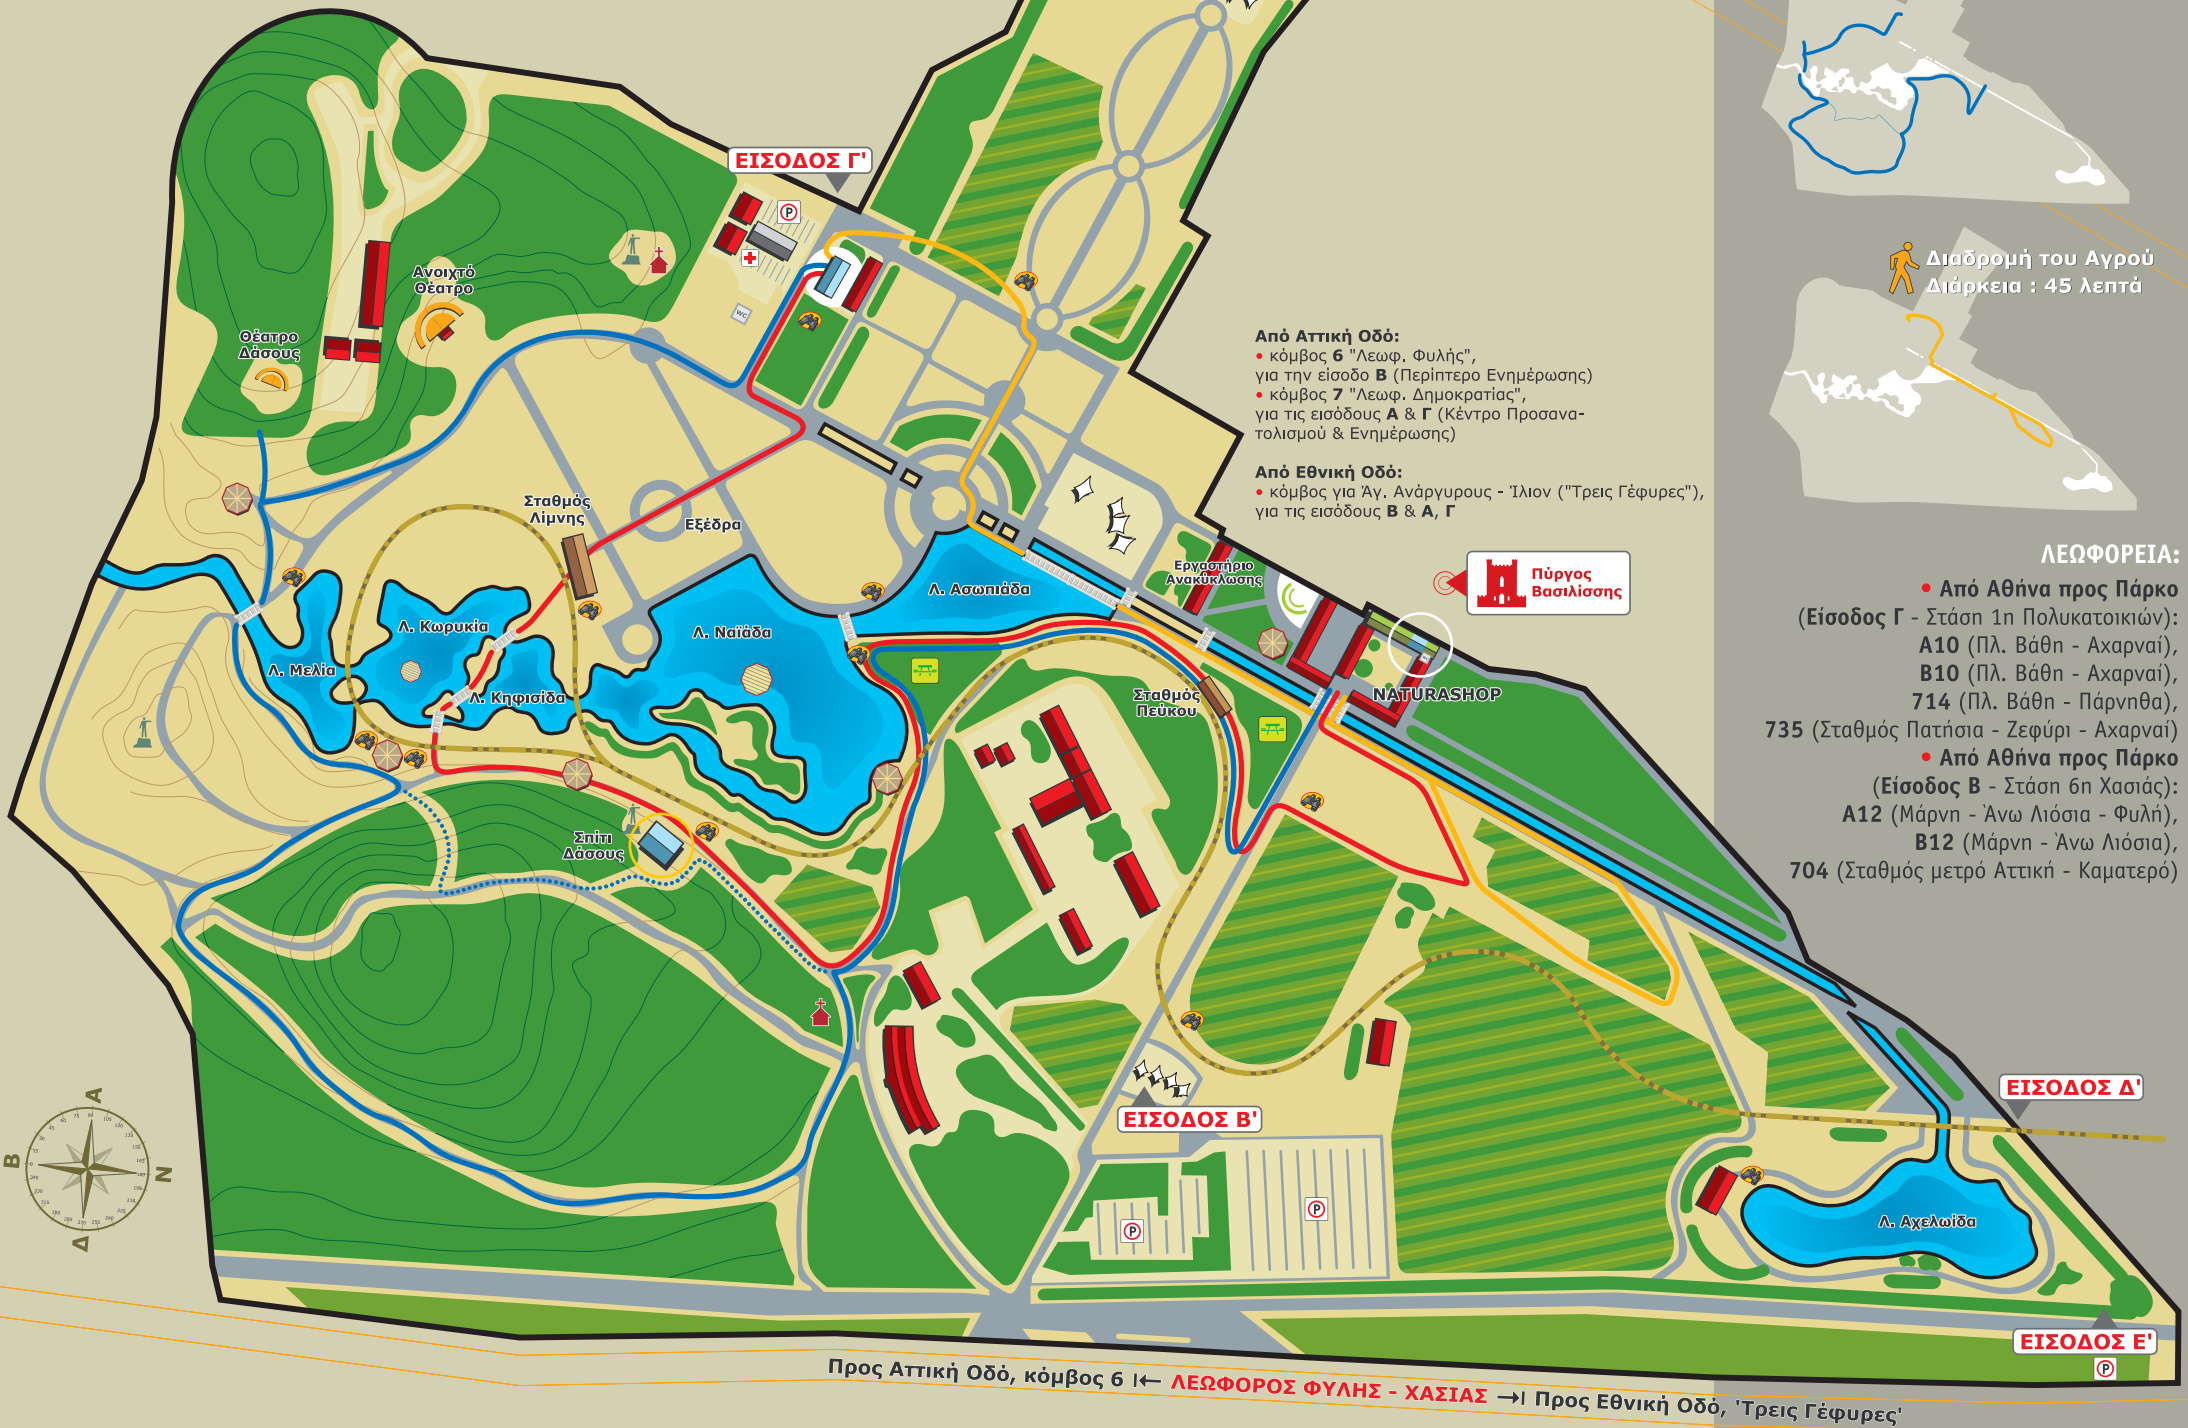 ΕΙΣΟΔΟΣ Γ'
P
WC
Ανοιχτό
Θέατρο
Θέατρο
Δάσους
Σταθμός
Λίμνης
Εξέδρα
Από Αττική Οδό:
• κόμβος 6 "Λεωφ. Φυλής",
για την είσοδο Β (Περίπτερο Ενημέρωσης)
• κόμβος 7 "Λεωφ. Δημοκρατίας",
για τις εισόδους Α & Γ (Κέντρο Προσανα-
τολισμού & Ενημέρωσης)
Από Εθνική Οδό:
• κόμβος για Άγ. Ανάργυρους - Ίλιον ("Τρεις Γέφυρες"),
για τις εισόδους Β & Α, Γ
Διαδρομή του Αγρού
Διάρκεια : 45 λεπτά
Εργαστήριο
Ανακύκλωσης
Πύργος
Βασιλίσσης
Λ. Ασωπιάδα
Λ. Κωρυκία
Λ. Ναϊάδα
Λ. Μελία
Λ. Κηφισίδα
Σταθμός
Πεύκου
NATURASHOP
Σπίτι
Δάσους
ΛΕΩΦΟΡΕΙΑ:
• Από Αθήνα προς Πάρκο
(Είσοδος Γ - Στάση 1η Πολυκατοικιών):
Α10 (Πλ. Βάθη - Αχαρναί),
Β10 (Πλ. Βάθη - Αχαρναί),
714 (Πλ. Βάθη - Πάρνηθα),
735 (Σταθμός Πατήσια - Ζεφύρι - Αχαρναί)
• Από Αθήνα προς Πάρκο
(Είσοδος Β - Στάση 6η Χασιάς):
Α12 (Μάρνη - Άνω Λιόσια - Φυλή),
Β12 (Μάρνη - Άνω Λιόσια),
704 (Σταθμός μετρό Αττική - Καματερό)
ΕΙΣΟΔΟΣ Β'
ΕΙΣΟΔΟΣ Δ'
P
P
Λ. Αχελωίδα
ΕΙΣΟΔΟΣ Ε'
P
Α
Β
Ν
Δ
Προς Αττική Οδό, κόμβος 6 |← ΛΕΩΦΟΡΟΣ ΦΥΛΗΣ - ΧΑΣΙΑΣ →| Προς Εθνική Οδό, 'Τρεις Γέφυρες'